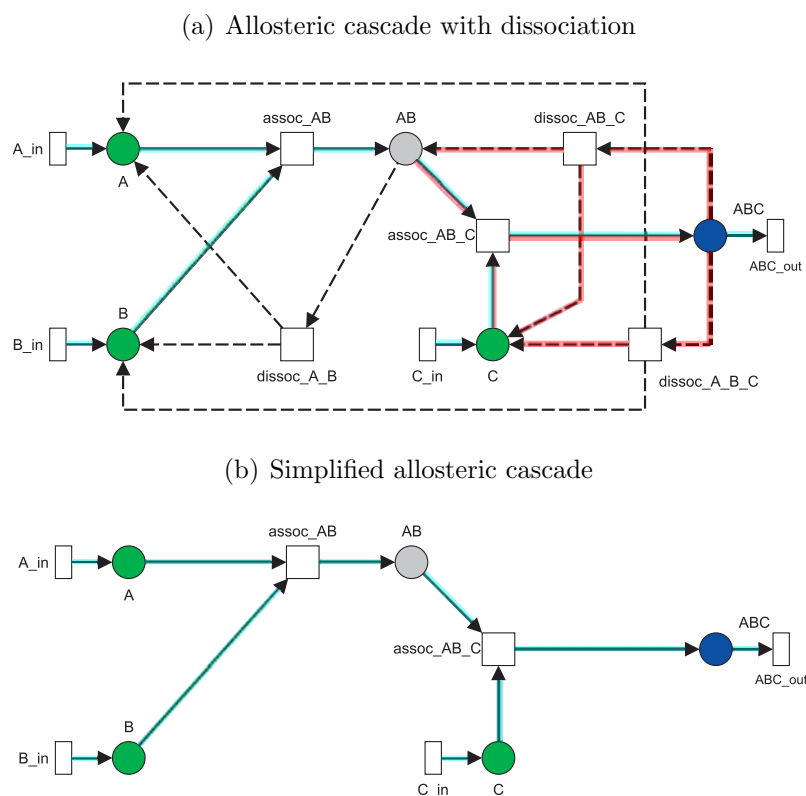 (a) Allosteric cascade with dissociation
assoc_AB
AB
dissoc_AB_C
A_in
A
ABC
assoc_AB_C
ABC_out
B
B_in
dissoc_A_B
C_in
C
dissoc_A_B_C
(b) Simplified allosteric cascade
assoc_AB
AB
A_in
A
ABC
assoc_AB_C
ABC_out
B
B_in
C_in
C